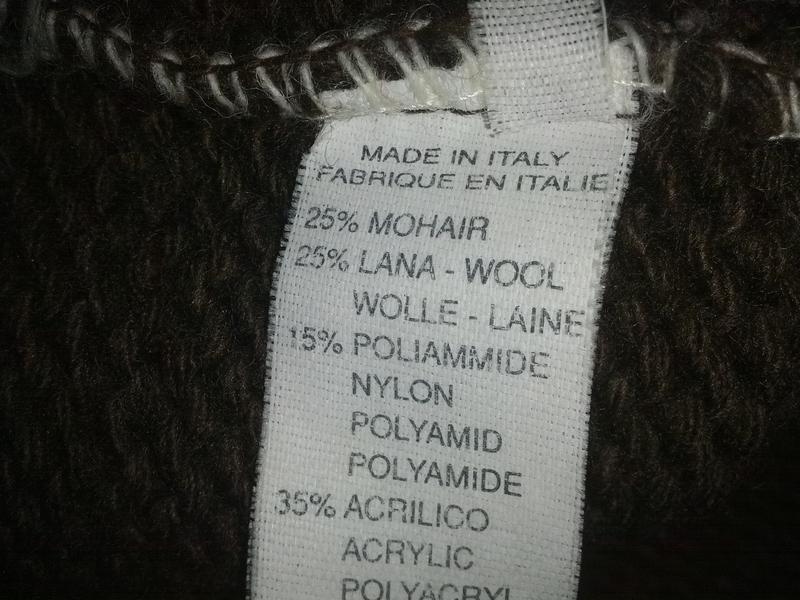 MADE IN ITALY
FABRIQUE EN ITALIE
25% MOHAIR
25% LANA - WOOL
WOLLE - LAINE
15% POLIAMMIDE
NYLON
POLYAMID
POLYAMIDE
35% ACRILICO
ACRYLIC
POLYACRYL